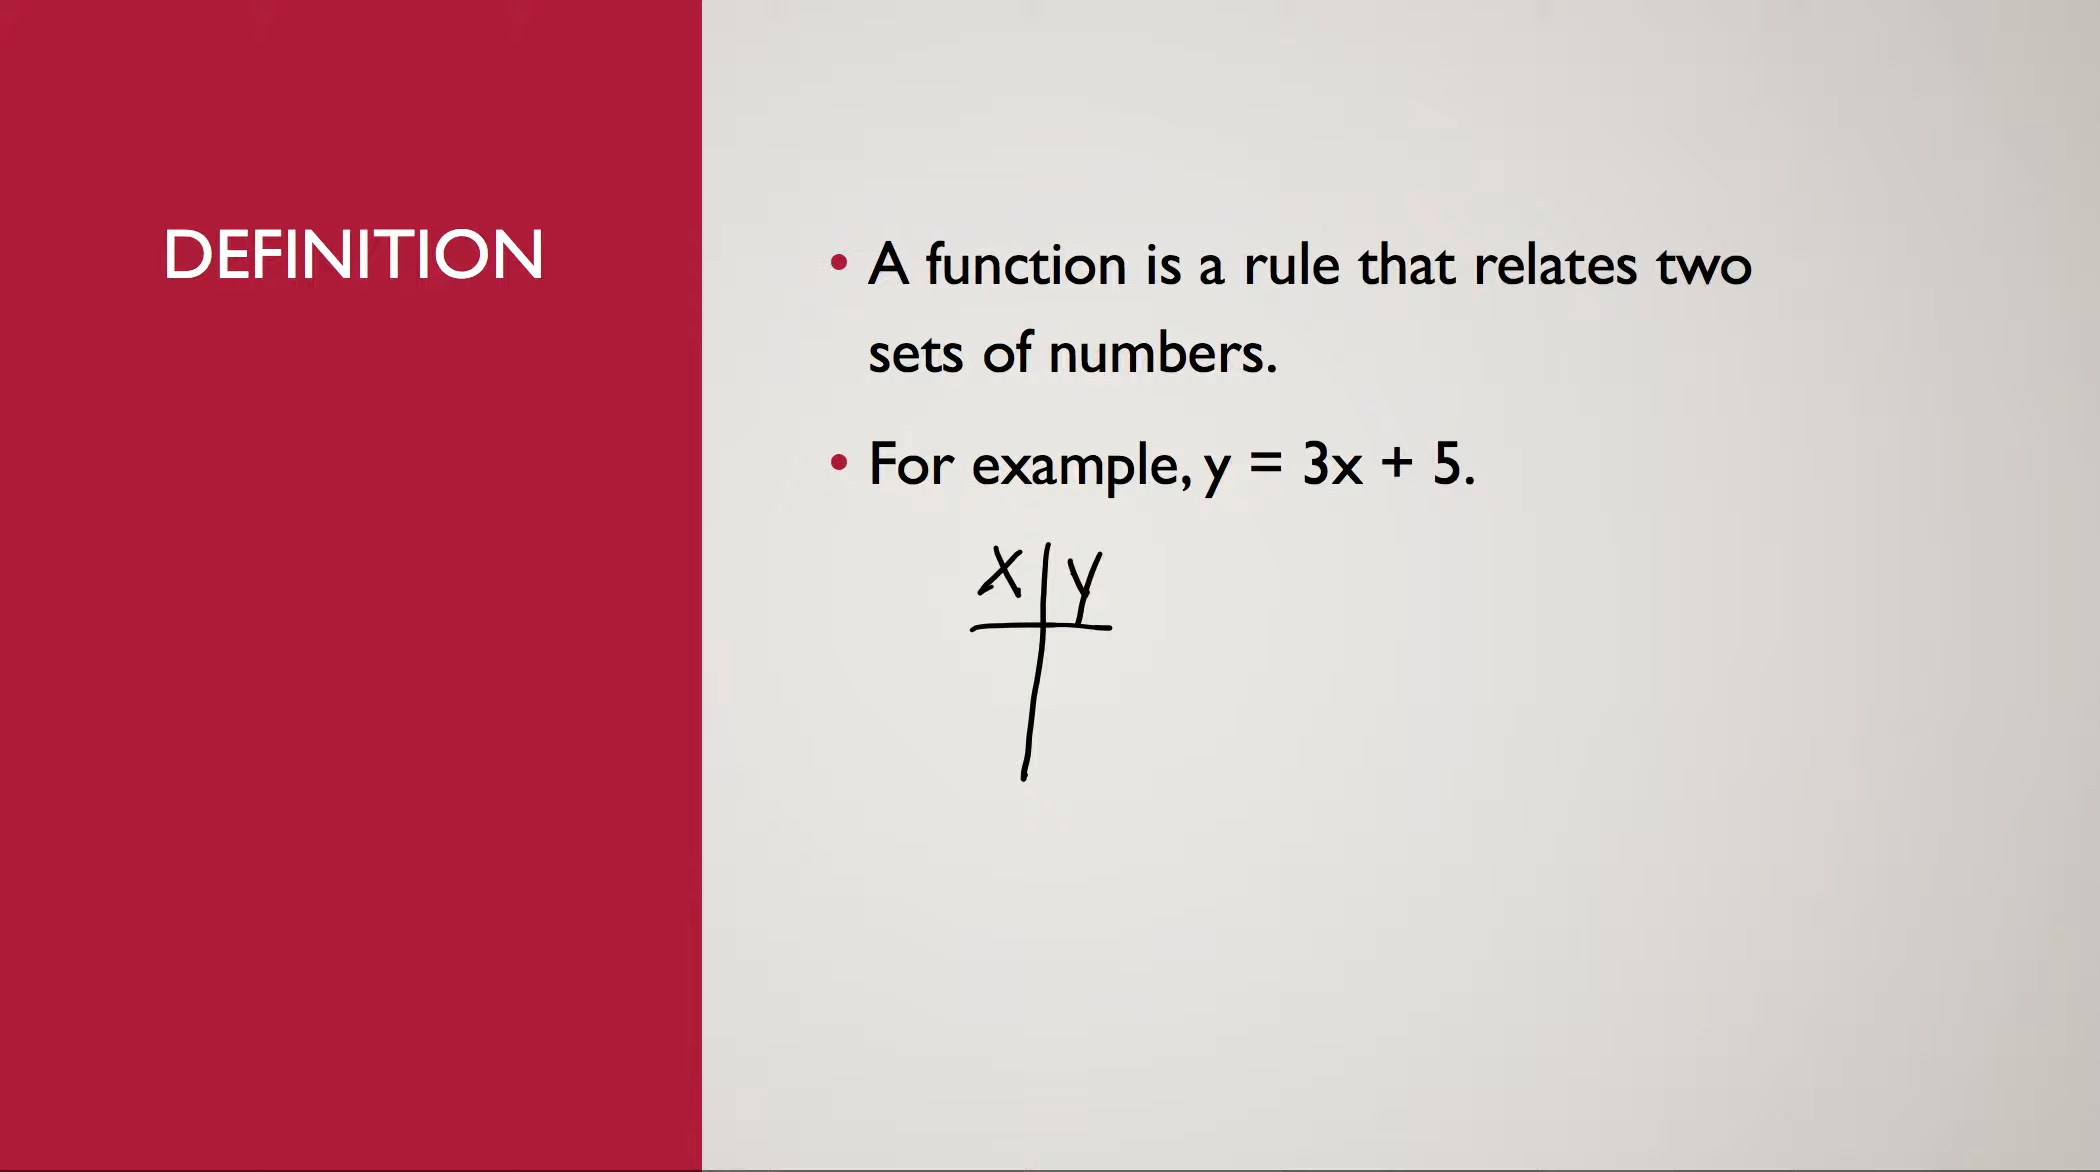 DEFINITION
• A function is a rule that relates two
sets of numbers.
• For example, y = 3x + 5.
x y